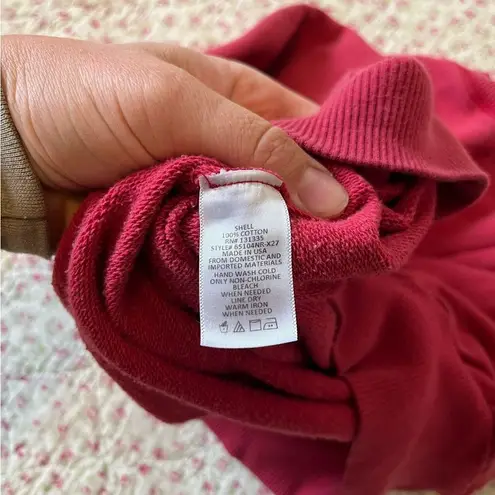 SHELL
100% COTTON
RN# 131335
STYLE# 65104NR-X27
MADE IN USA
FROM DOMESTIC AND
IMPORTED MATERIALS
HAND WASH COLD
ONLY NON-CHLORINE
BLEACH
WHEN NEEDED
LINE DRY
WARM IRON
WHEN NEEDED